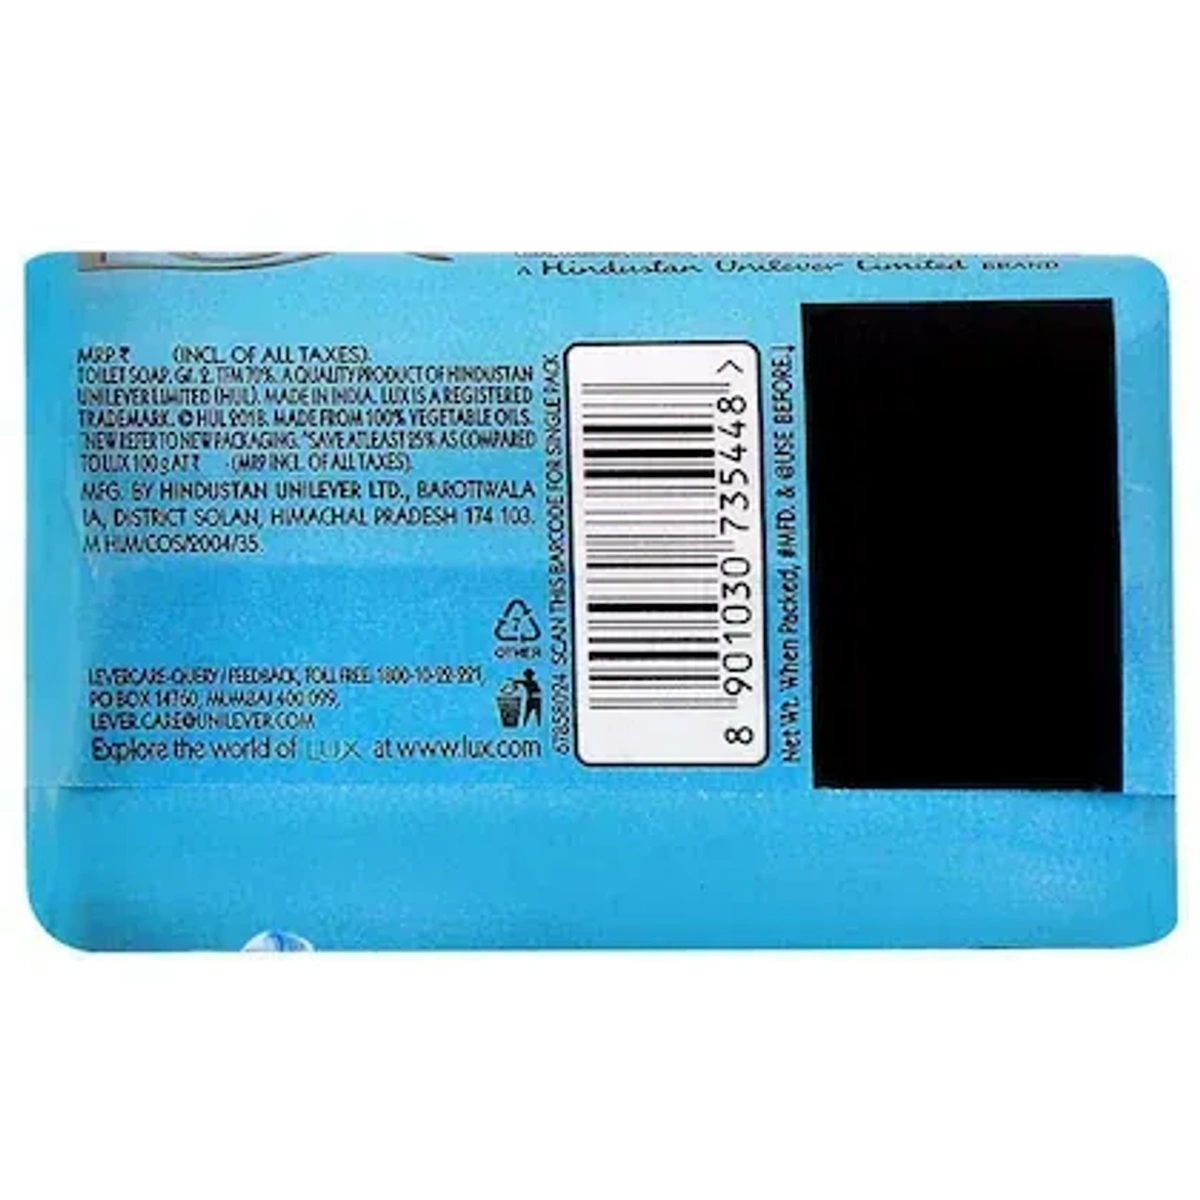 A Hindustan Unilever Limited BRAND
MRP ₹ (INCL. OF ALL TAXES).
TOILET SOAP. Gr. 2. TFM 70%. A QUALITY PRODUCT OF HINDUSTAN
UNILEVER LIMITED (HUL). MADE IN INDIA. LUX IS A REGISTERED
TRADEMARK. © HUL 2018. MADE FROM 100% VEGETABLE OILS.
*NEW REFER TO NEW PACKAGING. ^SAVE ATLEAST 25% AS COMPARED
TO LUX 100 g AT ₹ (MRP INCL. OF ALL TAXES).
MFG. BY HINDUSTAN UNILEVER LTD., BAROTIWALA
IA, DISTRICT SOLAN, HIMACHAL PRADESH 174 103.
M HIM/COS/2004/35.
7
OTHER
LEVERCARE-QUERY / FEEDBACK, TOLL FREE. 1800-10-22-221,
PO BOX 14760, MUMBAI 400 099,
LEVER.CARE@UNILEVER.COM
Explore the world of LUX at www.lux.com
67858024 SCAN THIS BARCODE FOR SINGLE PACK
8 901030 735448 >
Net Wt. When Packed, #MFD. & @USE BEFORE↓